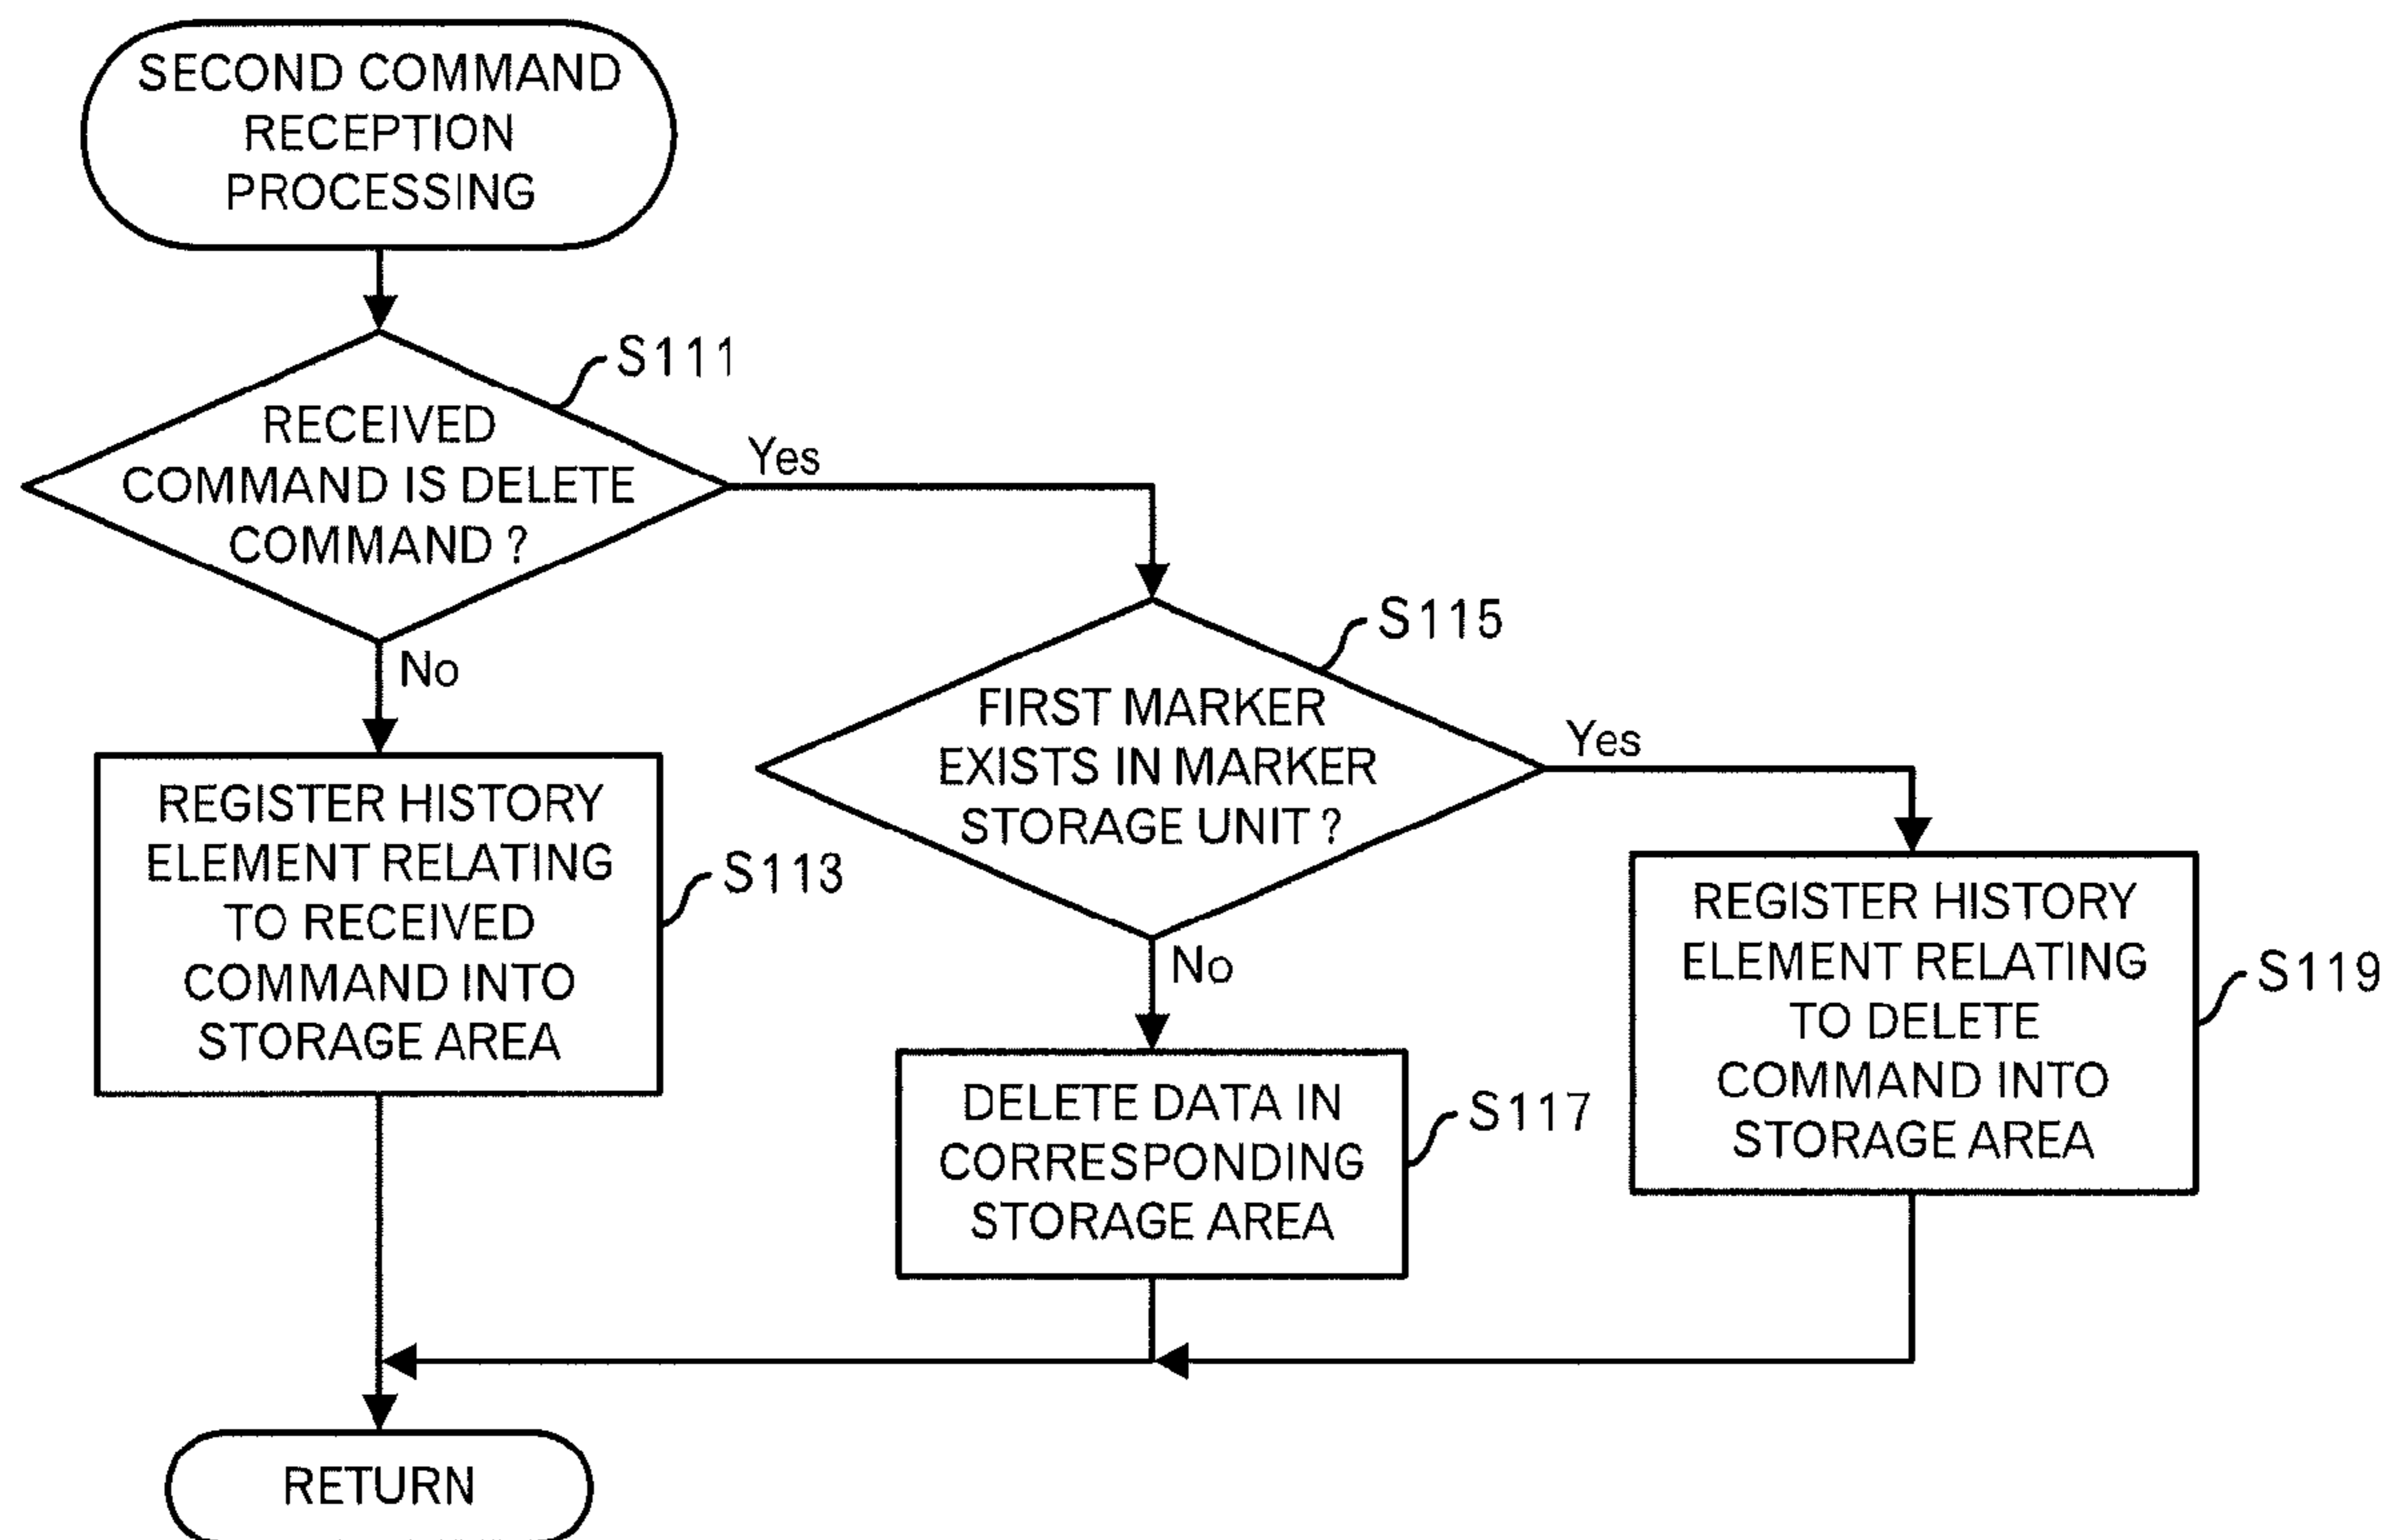 SECOND COMMAND
RECEPTION
PROCESSING
S111
RECEIVED
COMMAND IS DELETE
COMMAND ?
Yes
No
S115
FIRST MARKER
EXISTS IN MARKER
STORAGE UNIT ?
Yes
No
REGISTER HISTORY
ELEMENT RELATING
TO RECEIVED
COMMAND INTO
STORAGE AREA
S113
DELETE DATA IN
CORRESPONDING
STORAGE AREA
S117
REGISTER HISTORY
ELEMENT RELATING
TO DELETE
COMMAND INTO
STORAGE AREA
S119
RETURN